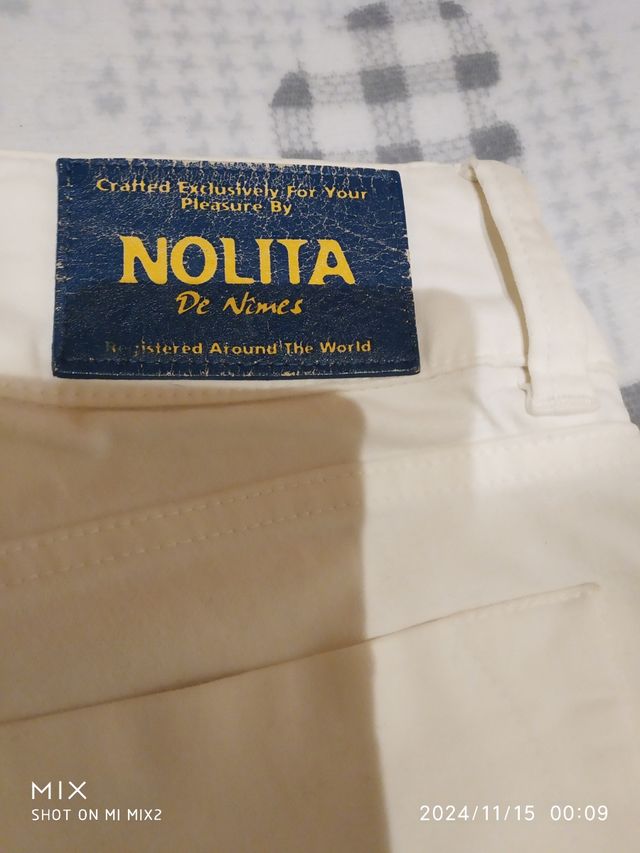 Crafted Exclusively For Your
Pleasure By
NOLITA
De Nîmes
Registered Around The World
MIX
SHOT ON MI MIX2
2024/11/15 00:09